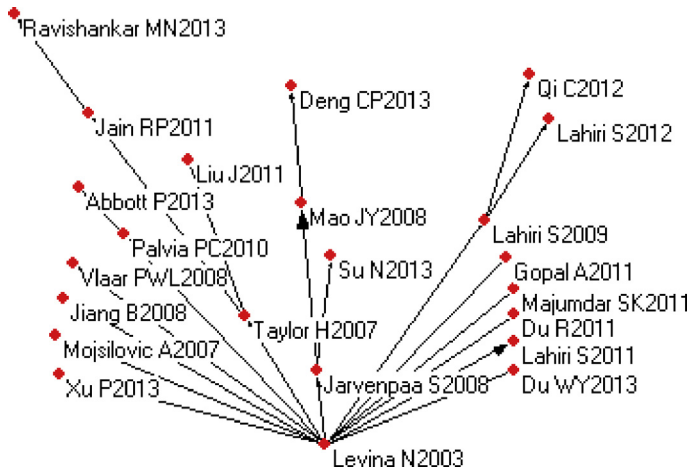 Ravishankar MN2013
Qi C2012
Deng CP2013
Jain RP2011
Lahiri S2012
Liu J2011
Abbott P2013
Mao JY2008
Lahiri S2009
Palvia PC2010
Su N2013
Gopal A2011
Vlaar PWL2008
Majumdar SK2011
Jiang B2008
Taylor H2007
Du R2011
Mojsilovic A2007
Lahiri S2011
Xu P2013
Jarvenpaa S2008
Du WY2013
Levina N2003